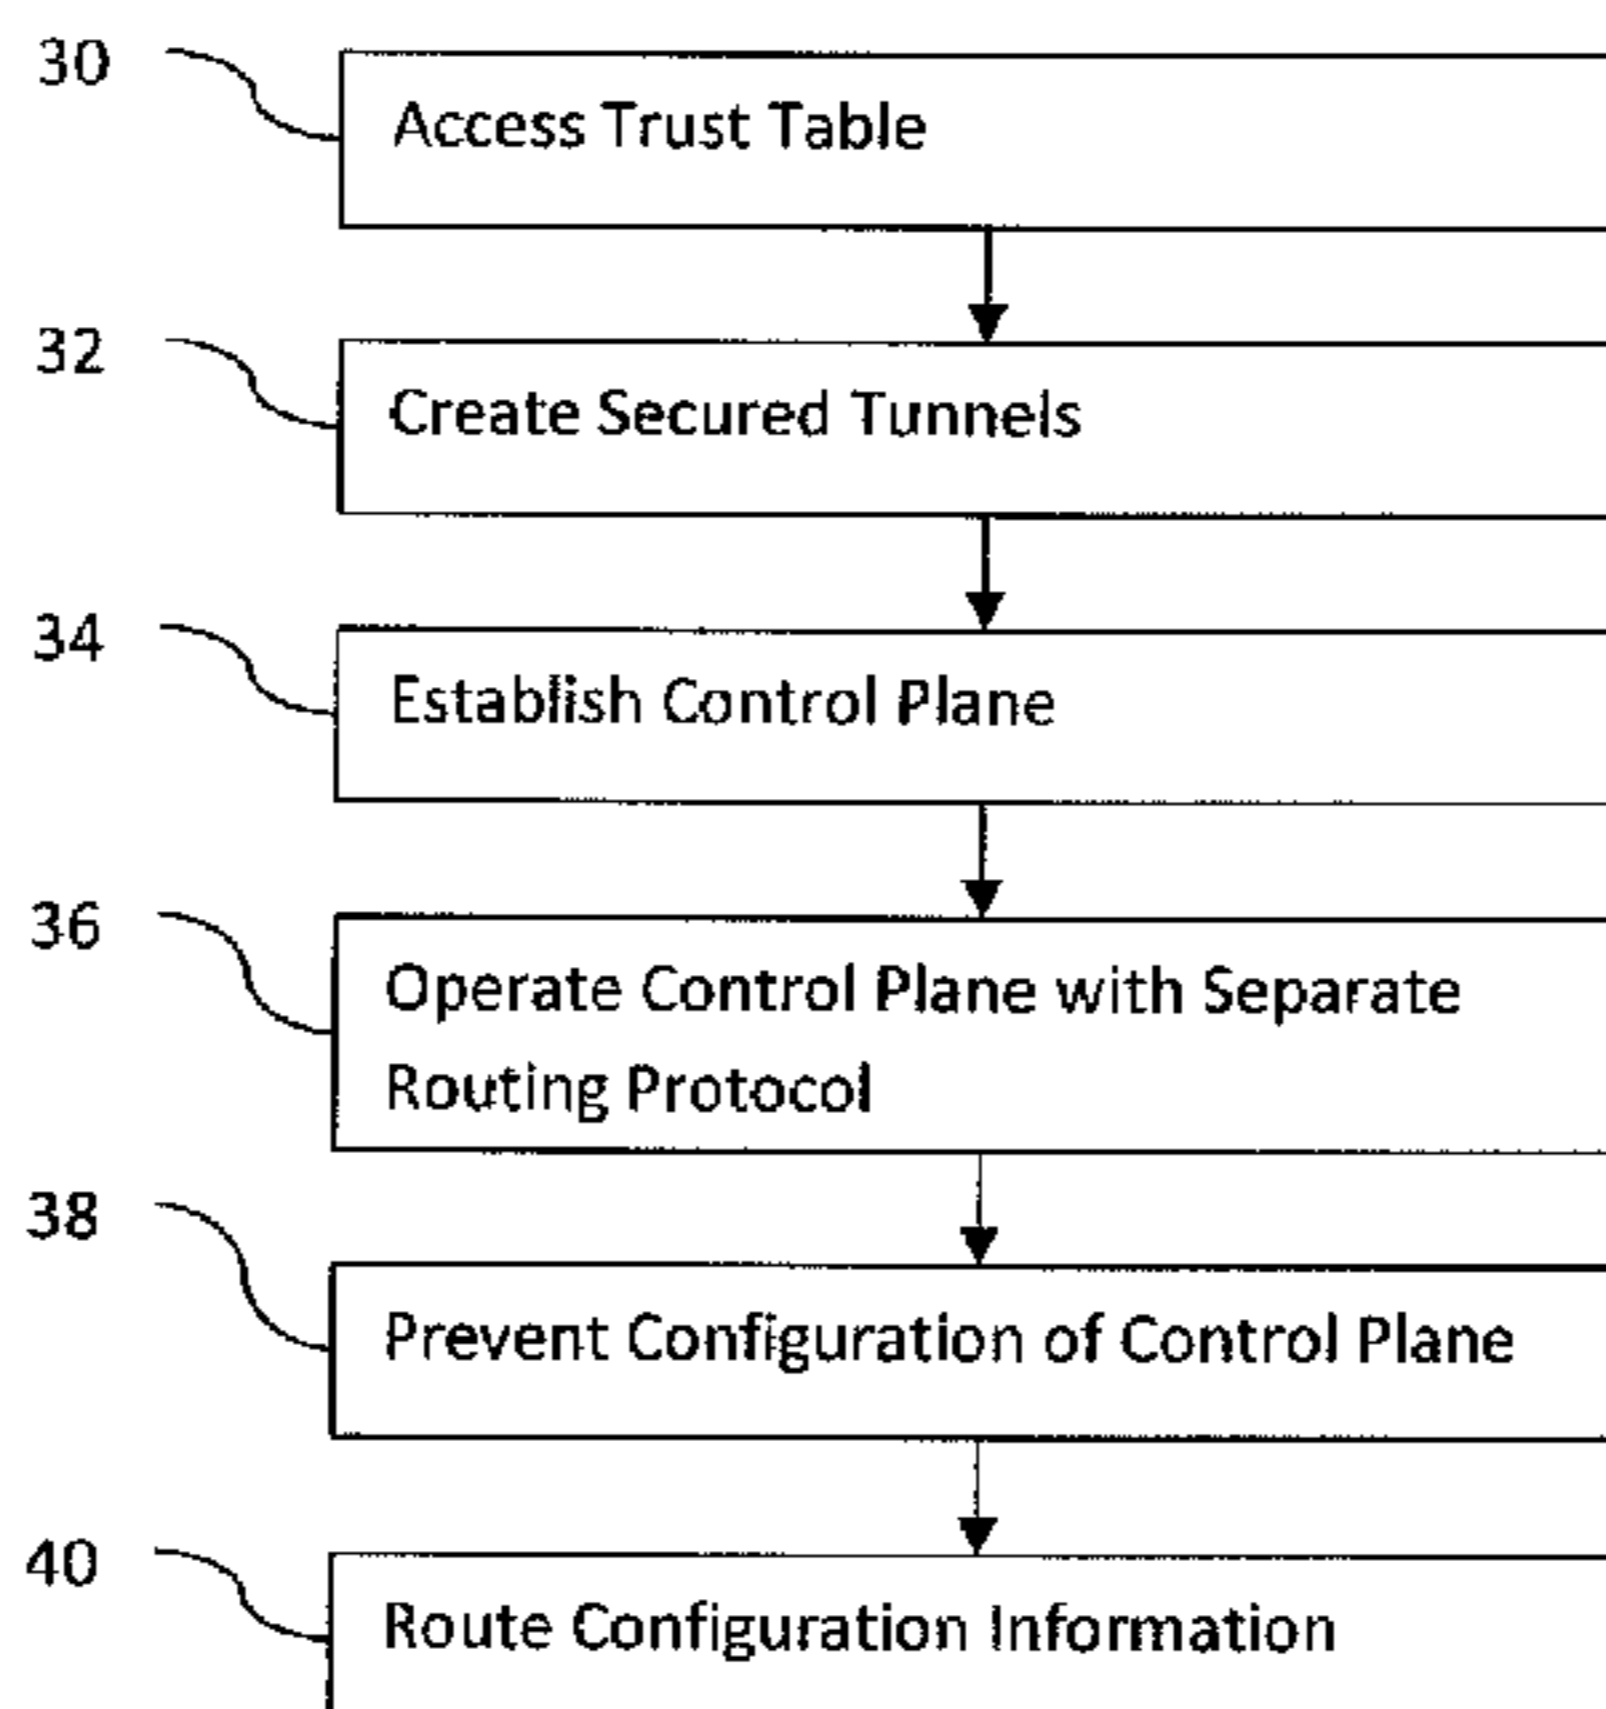 30
Access Trust Table
32
Create Secured Tunnels
34
Establish Control Plane
36
Operate Control Plane with Separate
Routing Protocol
38
Prevent Configuration of Control Plane
40
Route Configuration Information